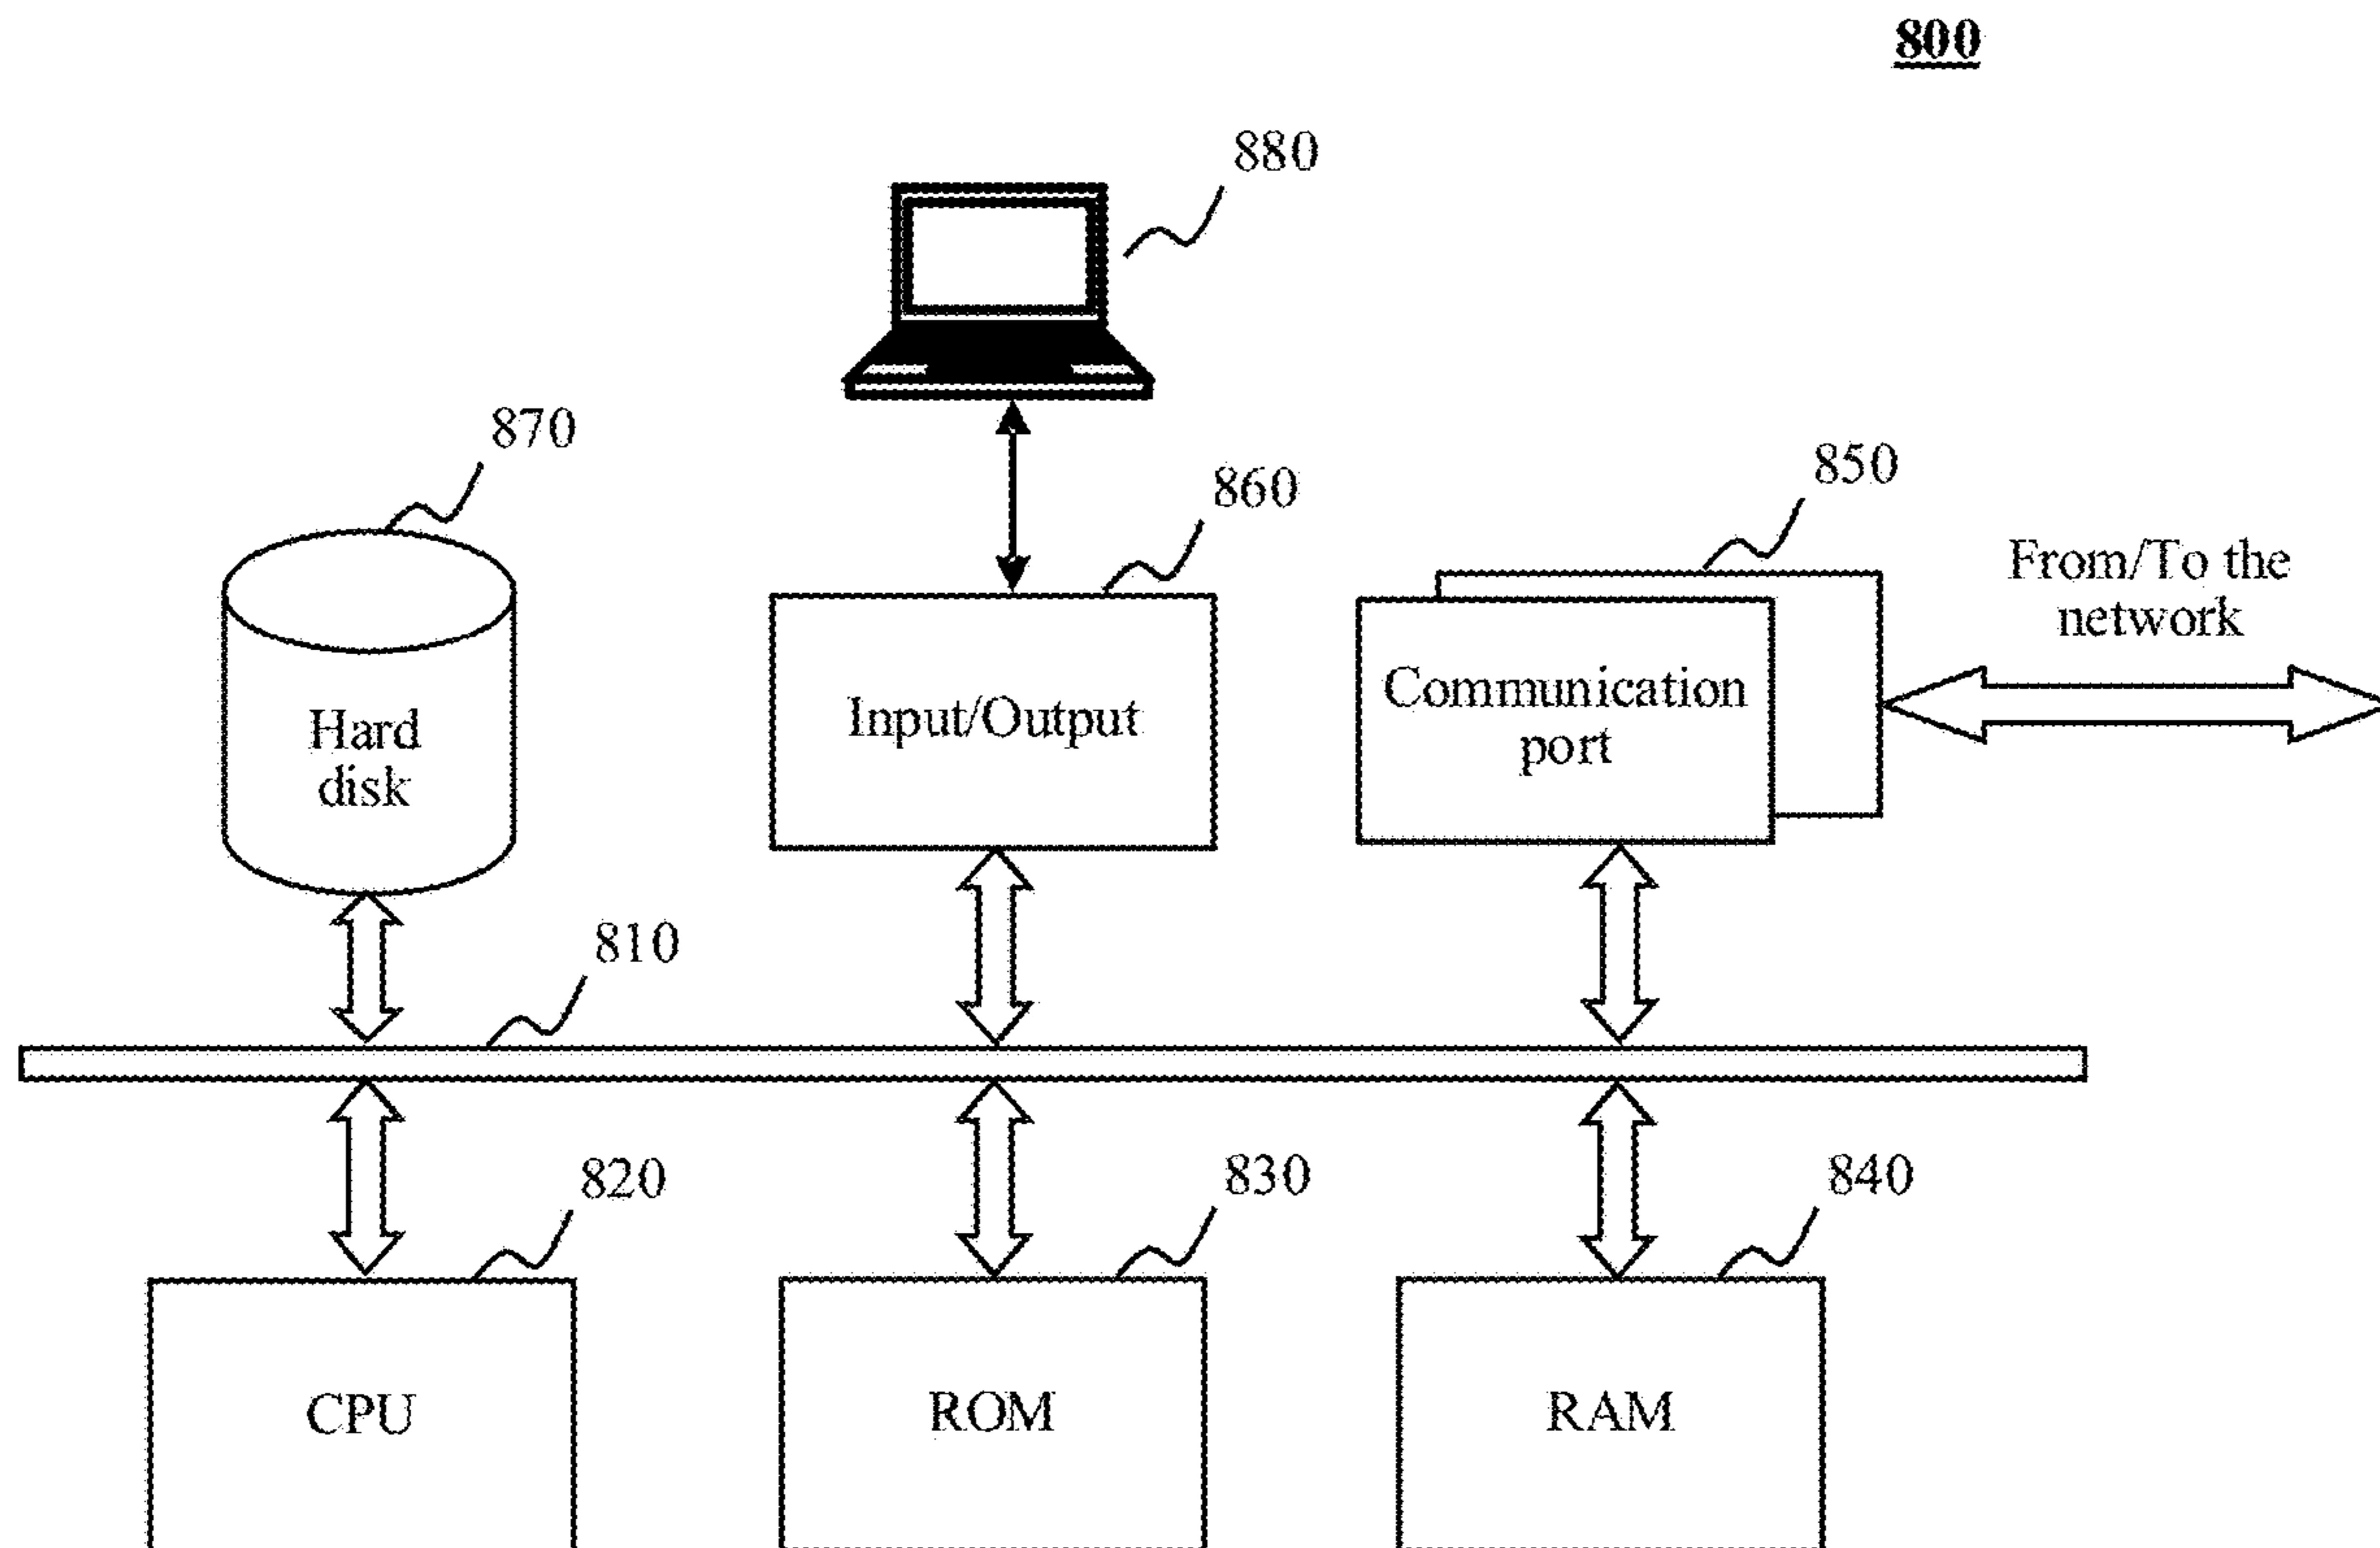 800
880
870
860
850
From/To the
network
Hard
disk
Input/Output
Communication
port
810
820
830
840
CPU
ROM
RAM